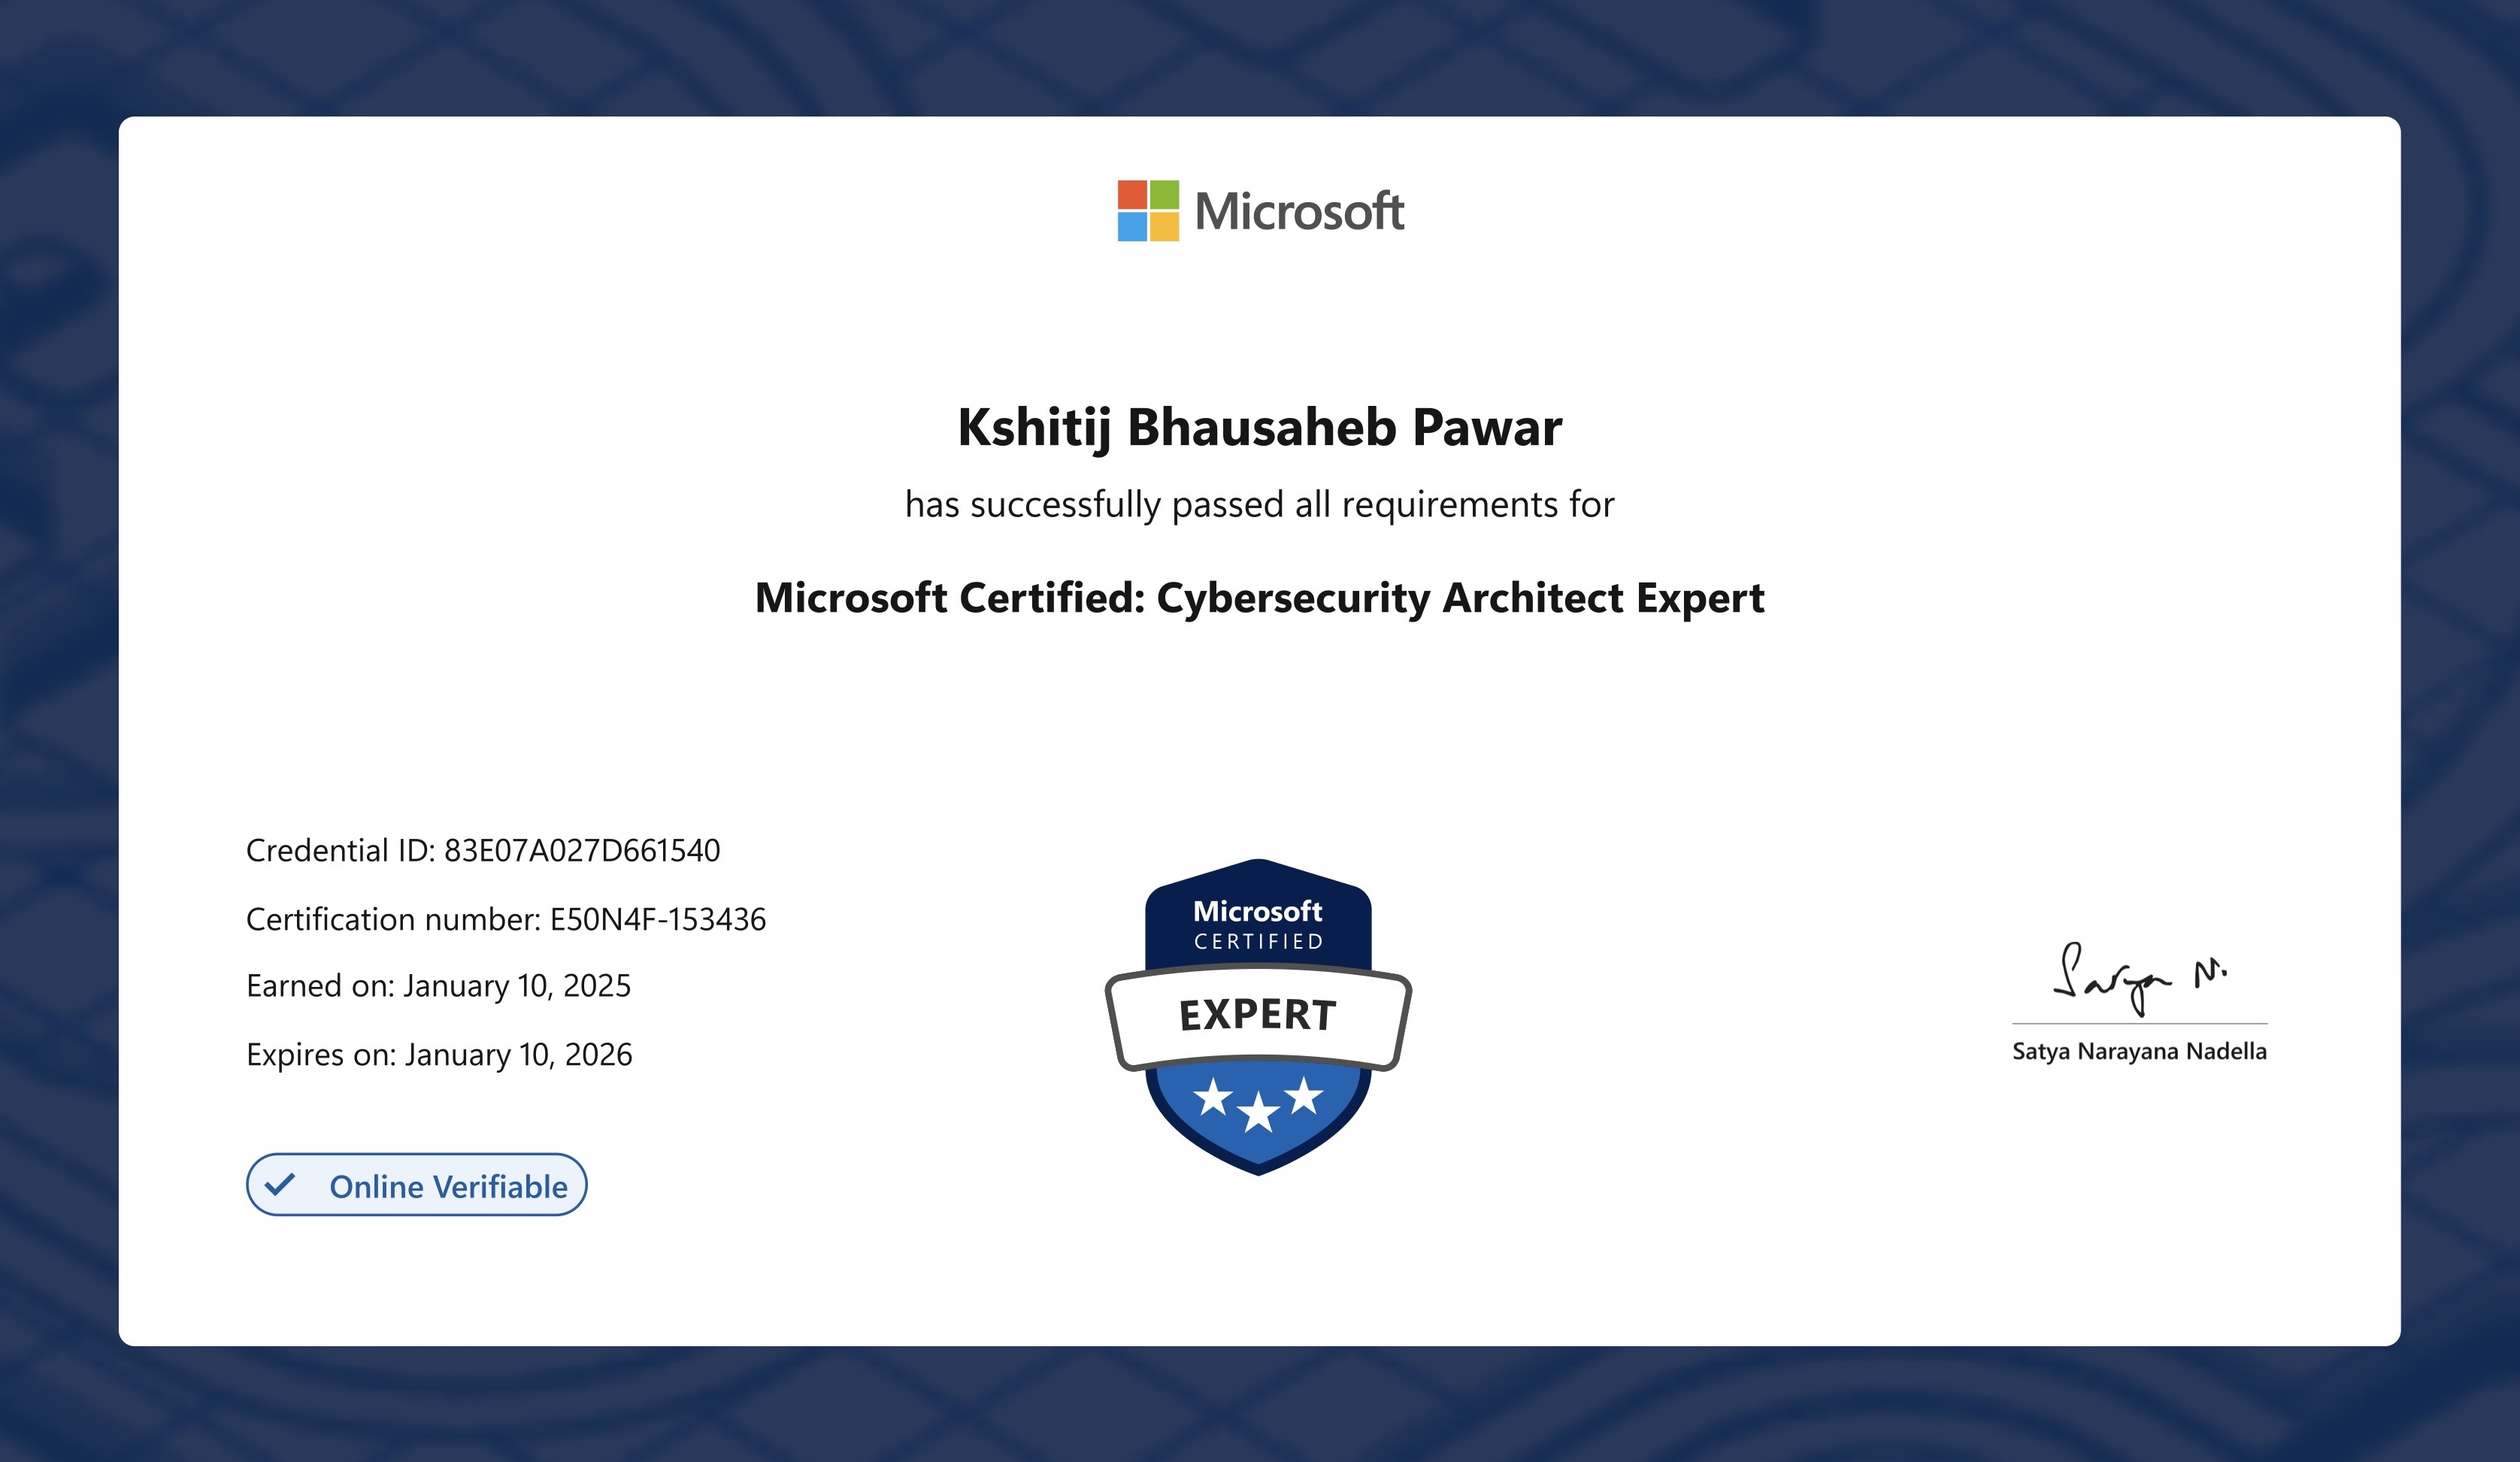 Microsoft
Kshitij Bhausaheb Pawar
has successfully passed all requirements for
Microsoft Certified: Cybersecurity Architect Expert
Credential ID: 83E07A027D661540
Certification number: E50N4F-153436
Earned on: January 10, 2025
Expires on: January 10, 2026
Online Verifiable
Microsoft
CERTIFIED
EXPERT
Satya N.
Satya Narayana Nadella